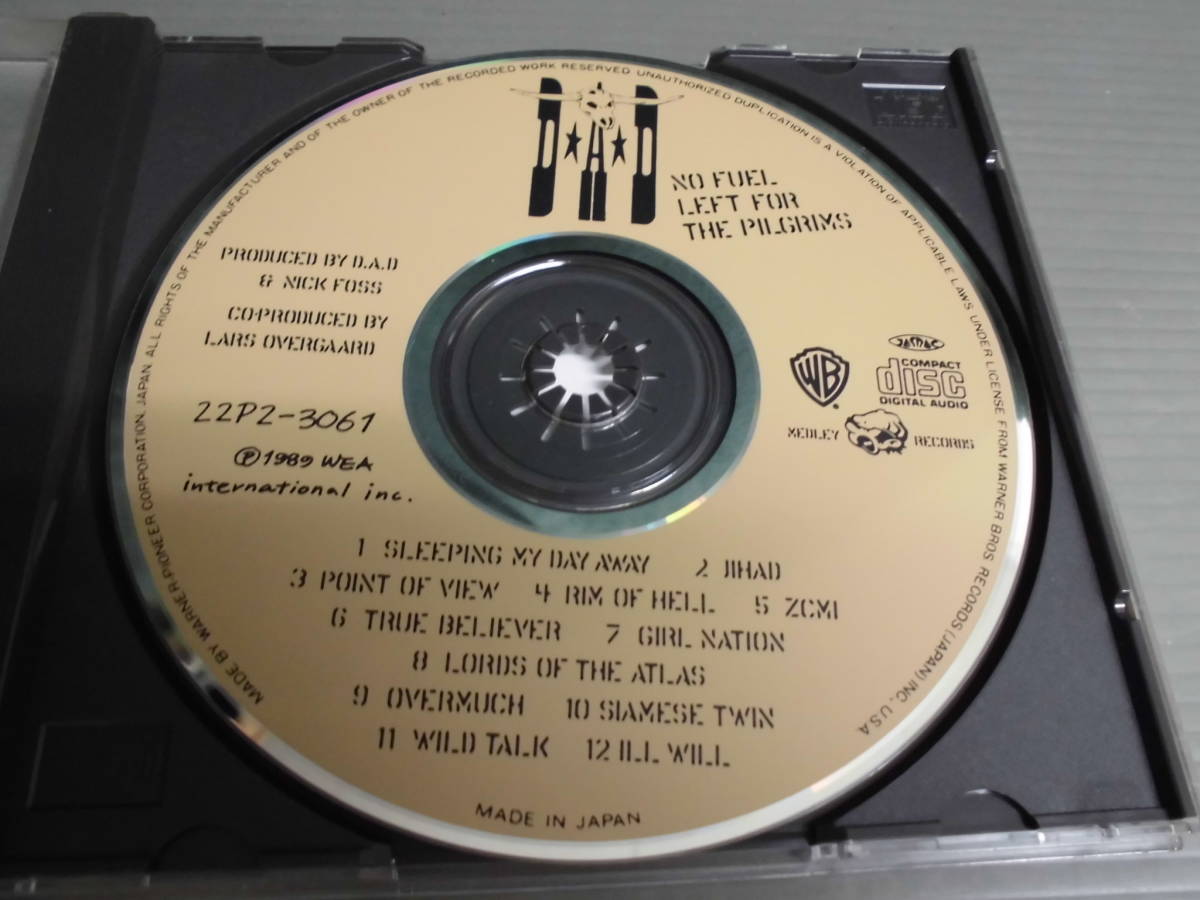 D★A★D
NO FUEL
LEFT FOR
THE PILGRIMS
PRODUCED BY D.A.D
& NICK FOSS
CO-PRODUCED BY
LARS OVERGAARD
22P2-3061
℗1989 WEA
international inc.
WB
JASRAC
COMPACT
disc
DIGITAL AUDIO
MEDLEY RECORDS
1 SLEEPING MY DAY AWAY 2 JIHAD
3 POINT OF VIEW 4 RIM OF HELL 5 ZCMI
6 TRUE BELIEVER 7 GIRL NATION
8 LORDS OF THE ATLAS
9 OVERMUCH 10 SIAMESE TWIN
11 WILD TALK 12 ILL WILL
MADE BY WARNER-PIONEER CORPORATION, JAPAN. ALL RIGHTS OF THE MANUFACTURER AND OF THE OWNER OF THE RECORDED WORK RESERVED UNAUTHORIZED DUPLICATION IS A VIOLATION OF APPLICABLE LAWS UNDER LICENSE FROM WARNER BROS RECORDS (JAPAN) INC., U.S.A
MADE IN JAPAN